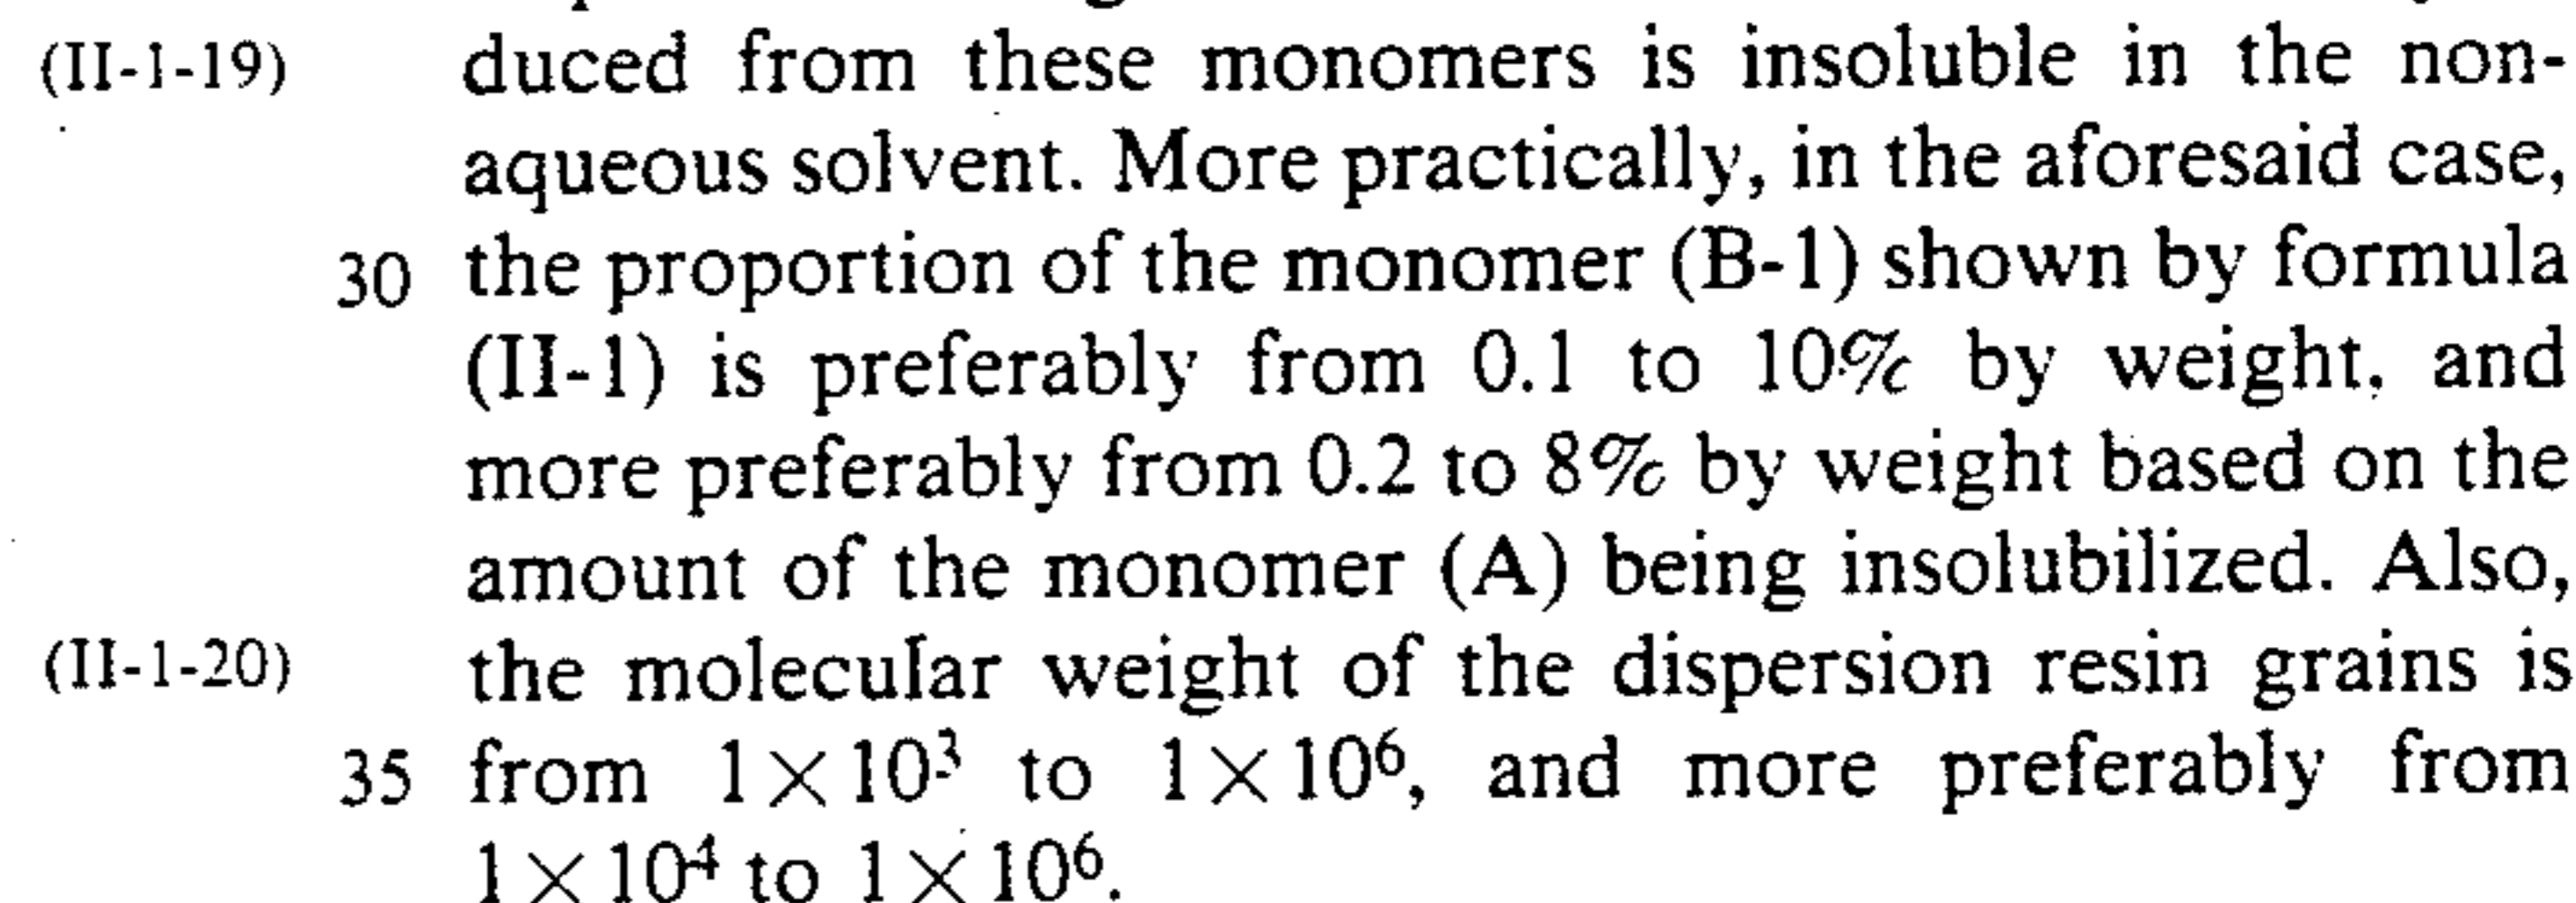 (II-1-19) duced from these monomers is insoluble in the non-
aqueous solvent. More practically, in the aforesaid case,
30 the proportion of the monomer (B-1) shown by formula
(II-1) is preferably from 0.1 to 10% by weight, and
more preferably from 0.2 to 8% by weight based on the
amount of the monomer (A) being insolubilized. Also,
(II-1-20) the molecular weight of the dispersion resin grains is
35 from 1×10³ to 1×10⁶, and more preferably from
1×10⁴ to 1×10⁶.